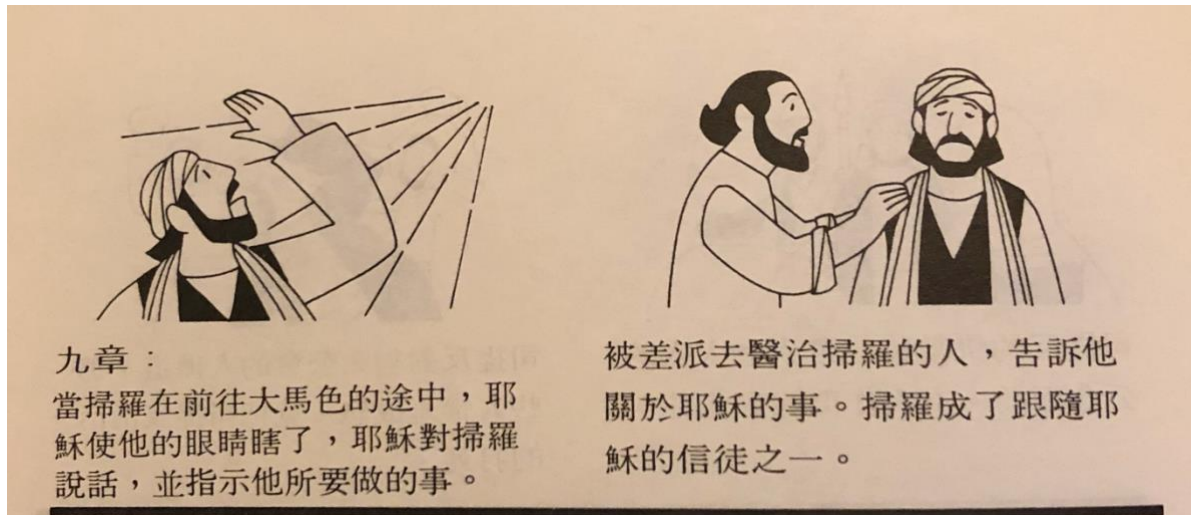 九章：
當掃羅在前往大馬色的途中，耶
穌使他的眼睛瞎了，耶穌對掃羅
說話，並指示他所要做的事。
被差派去醫治掃羅的人，告訴他
關於耶穌的事。掃羅成了跟隨耶
穌的信徒之一。